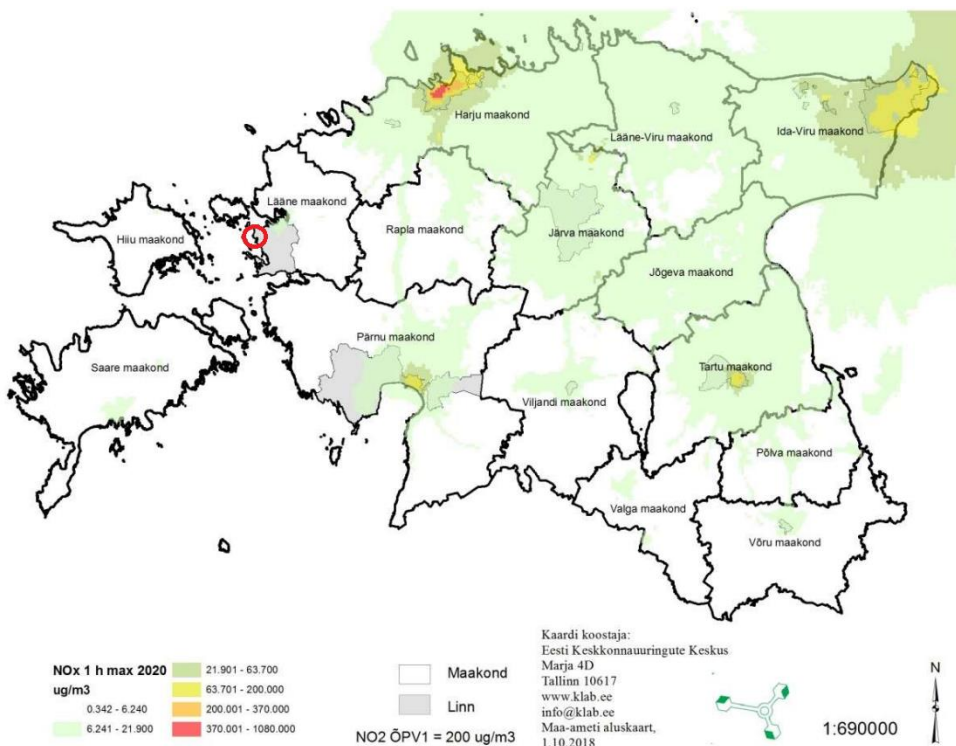 Harju maakond
Lääne-Viru maakond
Ida-Viru maakond
Lääne maakond
Hiiu maakond
Rapla maakond
Järva maakond
Jõgeva maakond
Pärnu maakond
Saare maakond
Tartu maakond
Viljandi maakond
Põlva maakond
Valga maakond
Võru maakond
NOx 1 h max 2020
ug/m3
0.342 - 6.240
6.241 - 21.900
21.901 - 63.700
63.701 - 200.000
200.001 - 370.000
370.001 - 1080.000
Maakond
Linn
NO2 ÕPV1 = 200 ug/m3
Kaardi koostaja:
Eesti Keskkonnauuringute Keskus
Marja 4D
Tallinn 10617
www.klab.ee
info@klab.ee
Maa-ameti aluskaart,
1.10.2018
1:690000
N